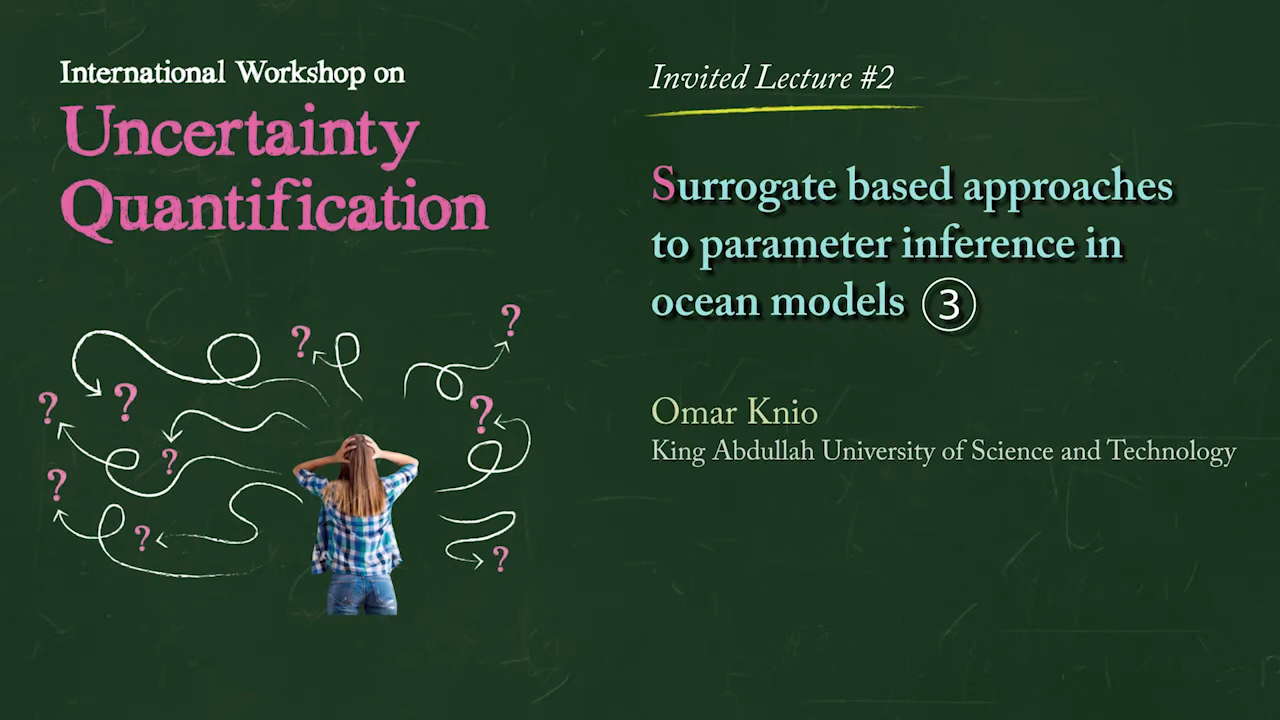 International Workshop on
Uncertainty
Quantification
Invited Lecture #2
Surrogate based approaches
to parameter inference in
ocean models ③
Omar Knio
King Abdullah University of Science and Technology
?
?
?
?
?
?
?
?
?
?